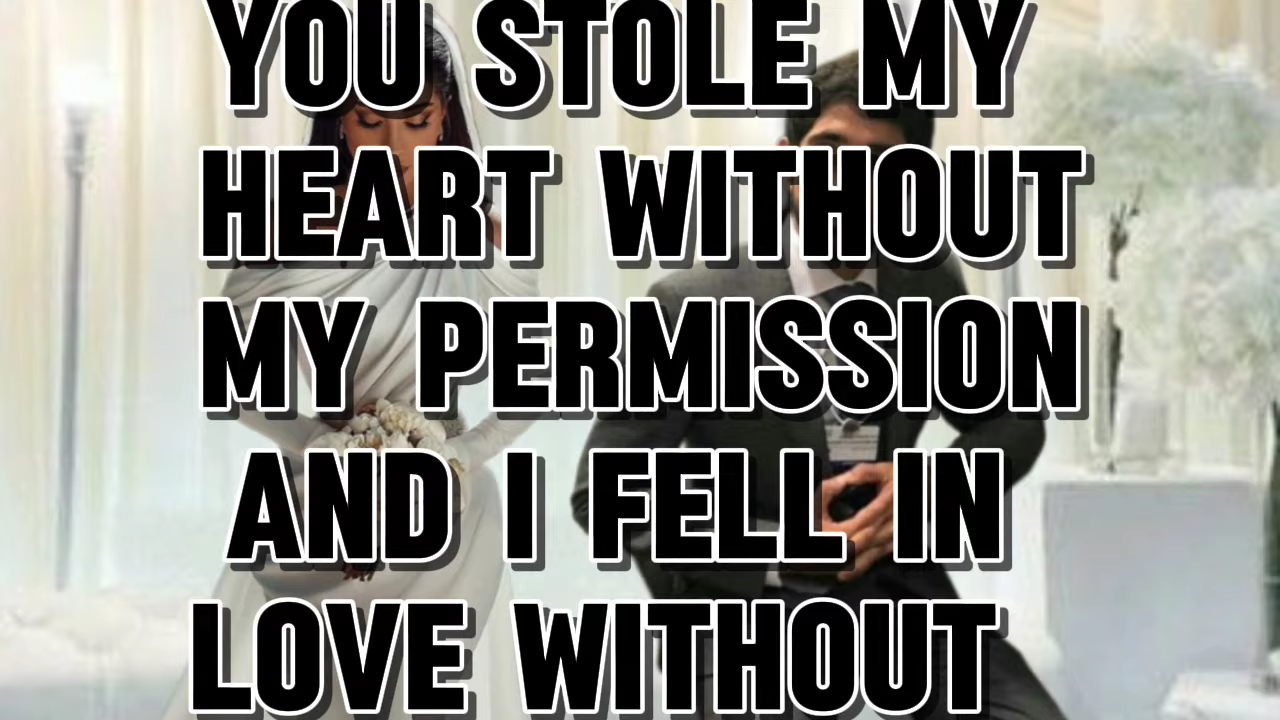 YOU STOLE MY
HEART WITHOUT
MY PERMISSION
AND I FELL IN
LOVE WITHOUT